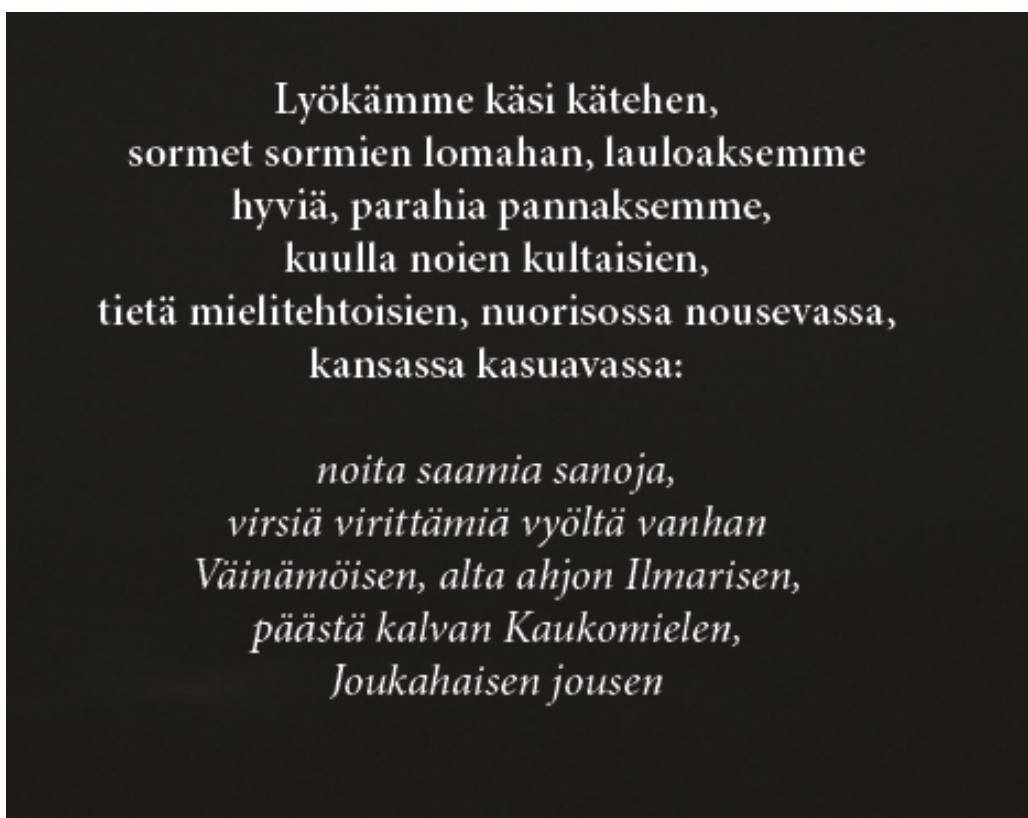 Lyökämme käsi kätehen,
sormet sormien lomahan, lauloaksemme
hyviä, parahia pannaksemme,
kuulla noien kultaisien,
tietä mielitehtoisien, nuorisossa nousevassa,
kansassa kasuavassa:
noita saamia sanoja,
virsiä virittämiä vyöltä vanhan
Väinämöisen, alta ahjon Ilmarisen,
päästä kalvan Kaukomielen,
Joukahaisen jousen